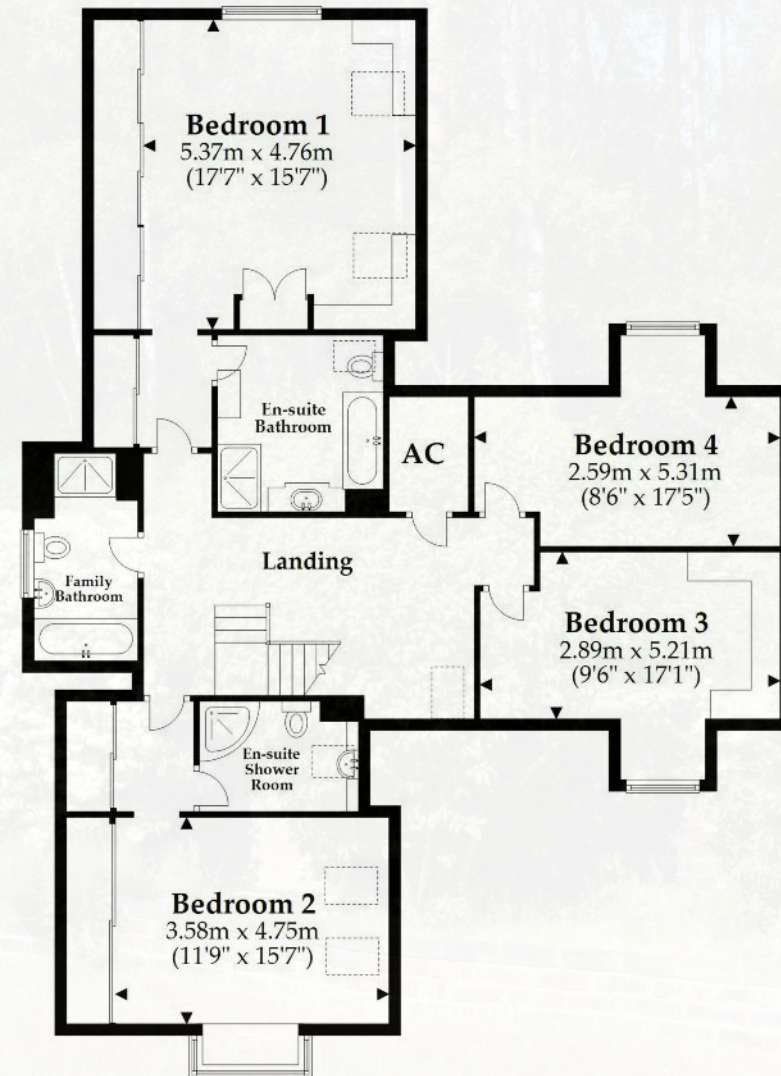 Bedroom 1
5.37m x 4.76m
(17'7" x 15'7")
En-suite
Bathroom
AC
Bedroom 4
2.59m x 5.31m
(8'6" x 17'5")
Landing
Family
Bathroom
Bedroom 3
2.89m x 5.21m
(9'6" x 17'1")
En-suite
Shower
Room
Bedroom 2
3.58m x 4.75m
(11'9" x 15'7")